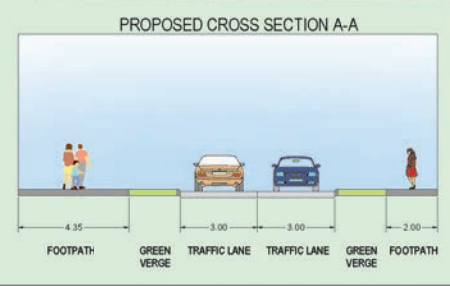 PROPOSED CROSS SECTION A-A
4.35 3.00 3.00 2.00
FOOTPATH GREEN VERGE TRAFFIC LANE TRAFFIC LANE GREEN VERGE FOOTPATH